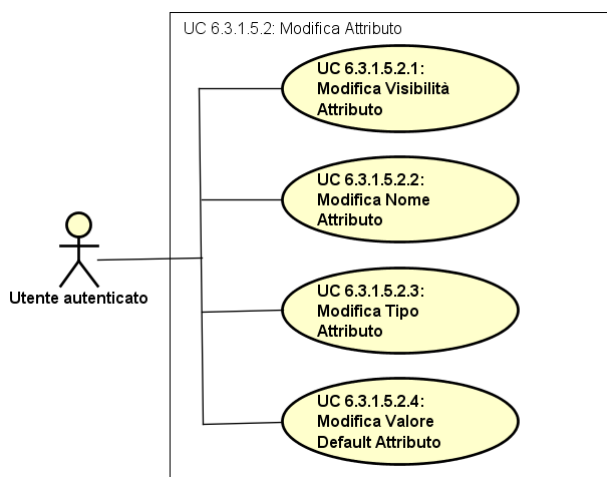 UC 6.3.1.5.2: Modifica Attributo
UC 6.3.1.5.2.1:
Modifica Visibilità
Attributo
UC 6.3.1.5.2.2:
Modifica Nome
Attributo
Utente autenticato
UC 6.3.1.5.2.3:
Modifica Tipo
Attributo
UC 6.3.1.5.2.4:
Modifica Valore
Default Attributo